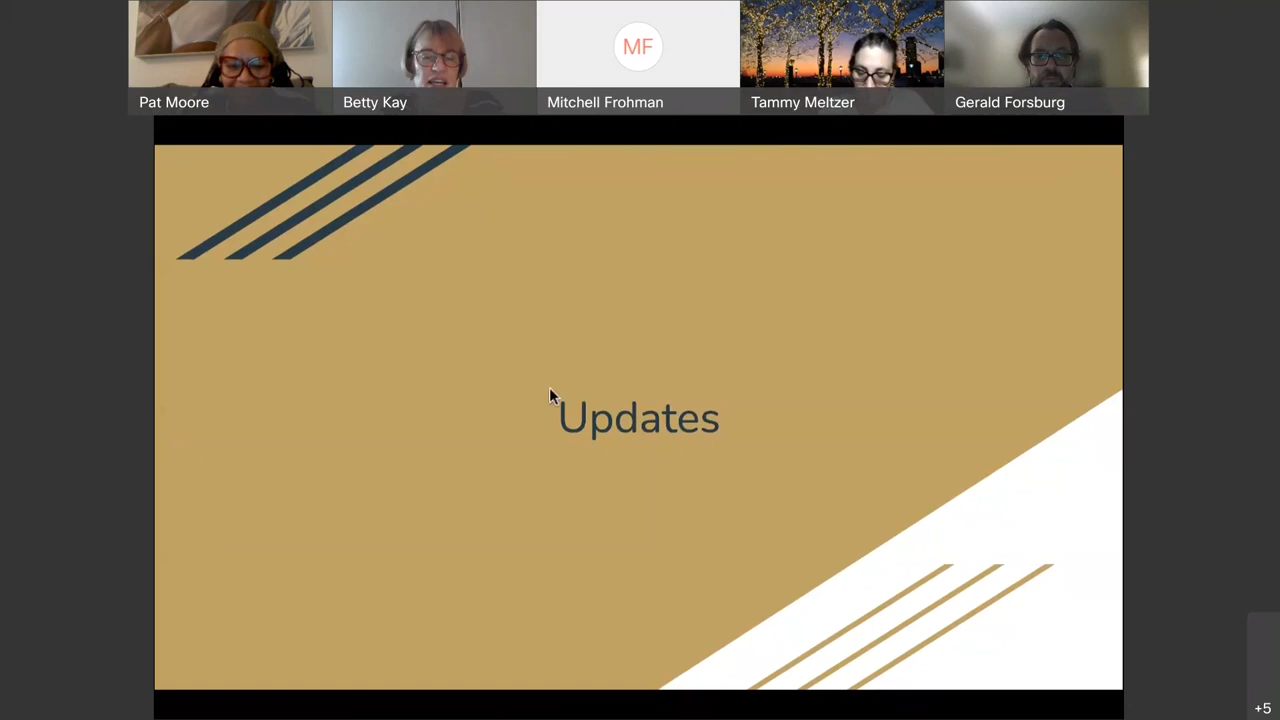 MF
Pat Moore
Betty Kay
Mitchell Frohman
Tammy Meltzer
Gerald Forsburg
Updates
+5